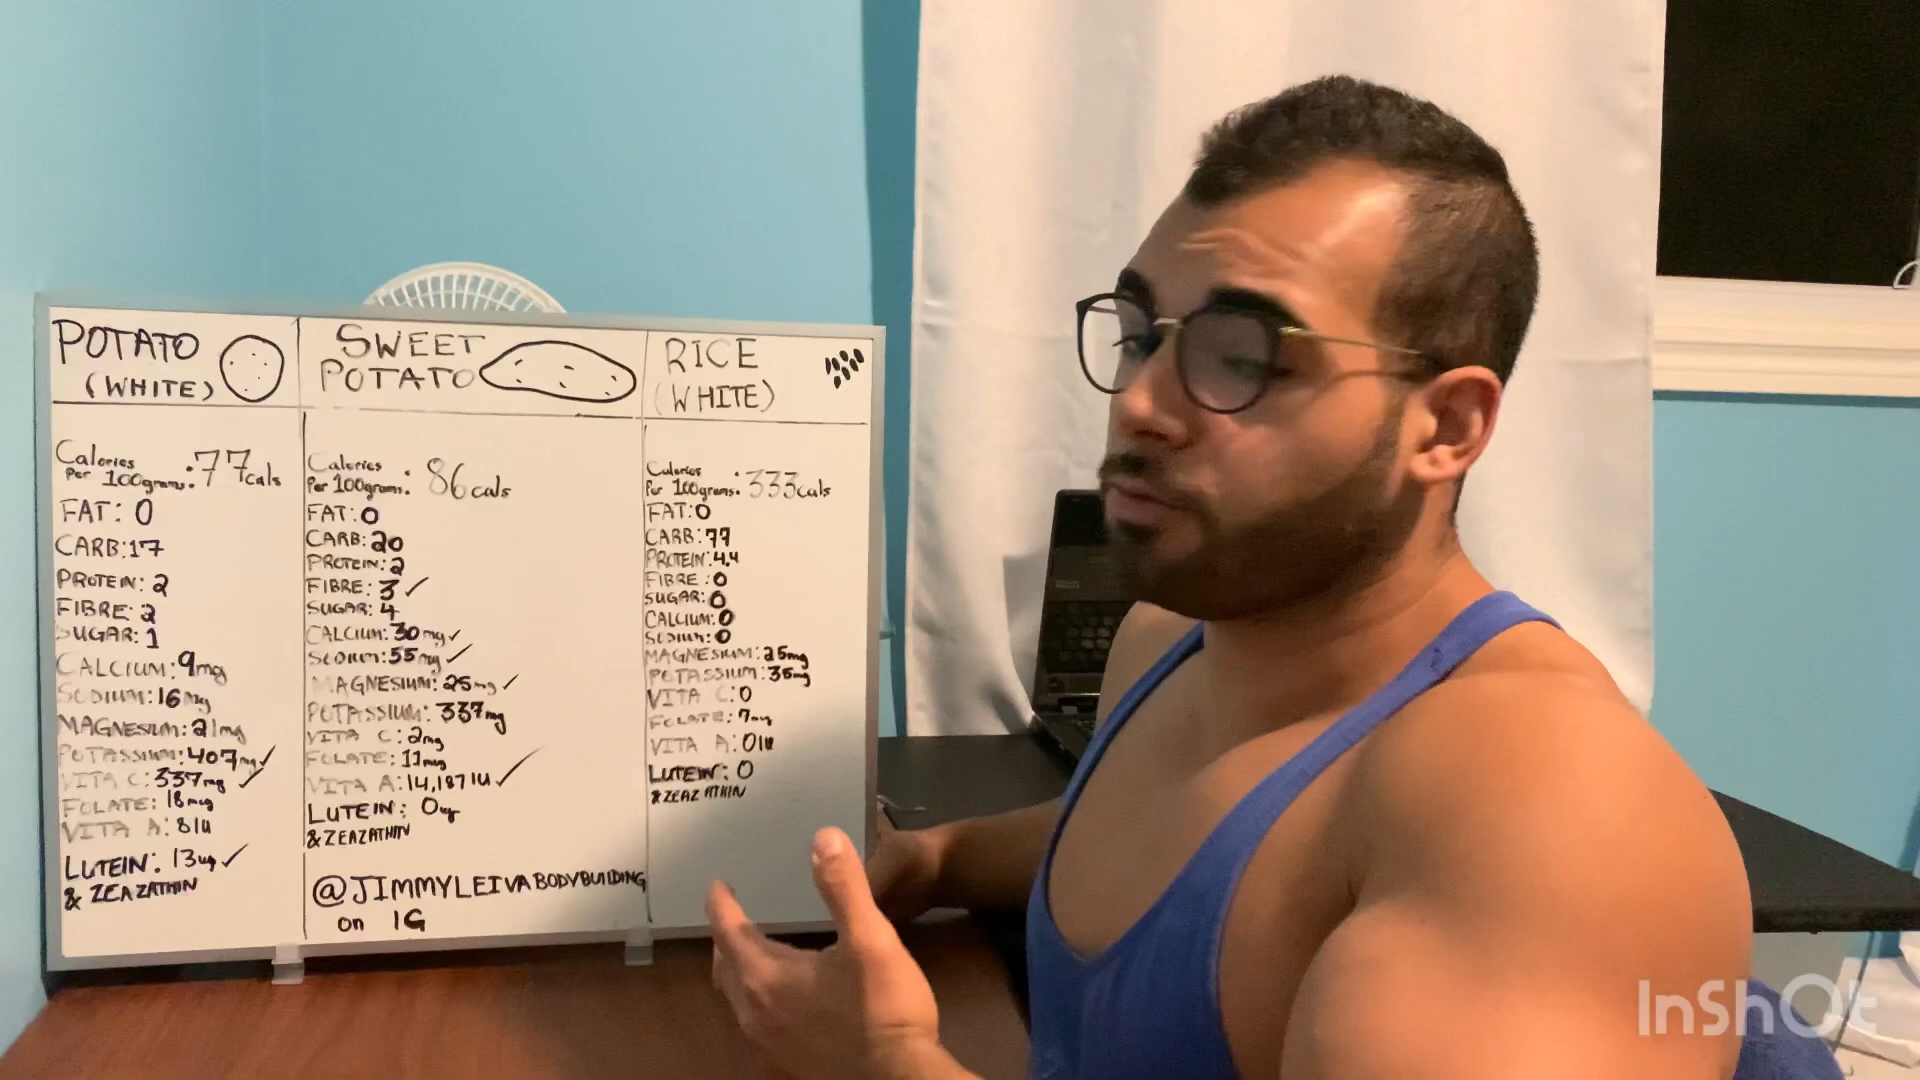 POTATO
(WHITE)
Calories
Per 100grams.:77cals
FAT: 0
CARB:17
PROTEIN: 2
FIBRE: 2
SUGAR: 1
CALCIUM:9mg
SODIUM:16mg
MAGNESIUM:21mg
POTASSIUM:407mg✓
VITA C:337mg✓
FOLATE: 18mcg
VITA A: 8IU
LUTEIN: 13ug✓
& ZEAZATHIN
SWEET
POTATO
Calories
Per 100grams.: 86cals
FAT:0
CARB:20
PROTEIN:2
FIBRE: 3✓
SUGAR: 4
CALCIUM:30mg✓
SODIUM:55mg✓
MAGNESIUM:25mg✓
POTASSIUM: 337mg
VITA C:2mg
FOLATE:11mg
VITA A:14,187IU✓
LUTEIN: 0ug
&ZEAZATHIN
@JIMMYLEIVABODYBUILDING
on IG
RICE
(WHITE)
Calories
Per 100grams.:333cals
FAT:0
CARB:77
PROTEIN:4.4
FIBRE:0
SUGAR:0
CALCIUM:0
SODIUM:0
MAGNESIUM:25mg
POTASSIUM:35mg
VITA C:0
FOLATE:7mg
VITA A:0IU
LUTEIN: 0
&ZEAZATHIN
InShOt